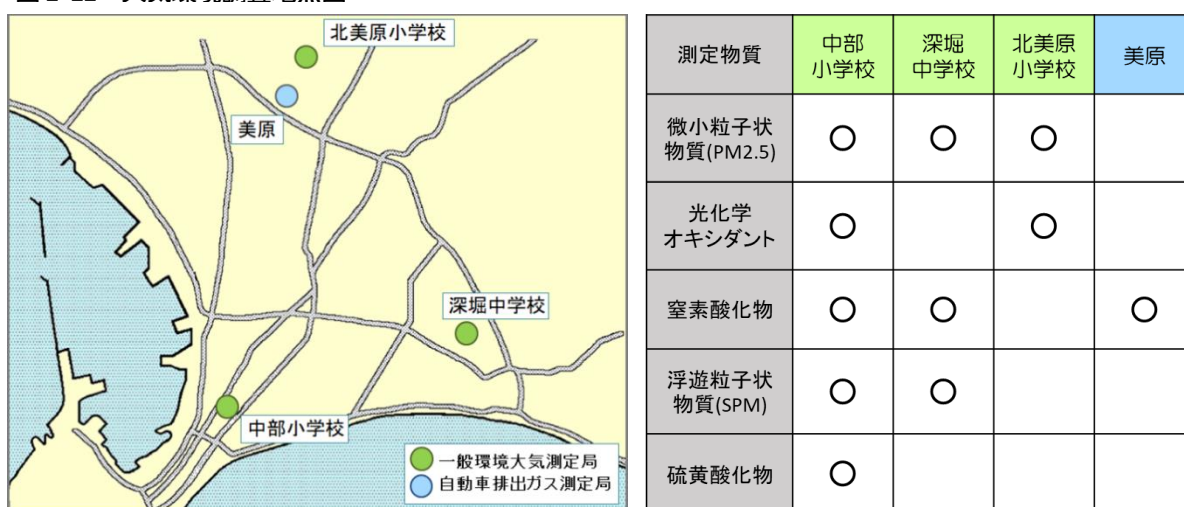 北美原小学校
美原
深堀中学校
中部小学校
一般環境大気測定局
自動車排出ガス測定局
測定物質
中部
小学校
深堀
中学校
北美原
小学校
美原
微小粒子状
物質(PM2.5)
○ ○ ○
光化学
オキシダント
○ ○
窒素酸化物
○ ○ ○
浮遊粒子状
物質(SPM)
○ ○
硫黄酸化物
○